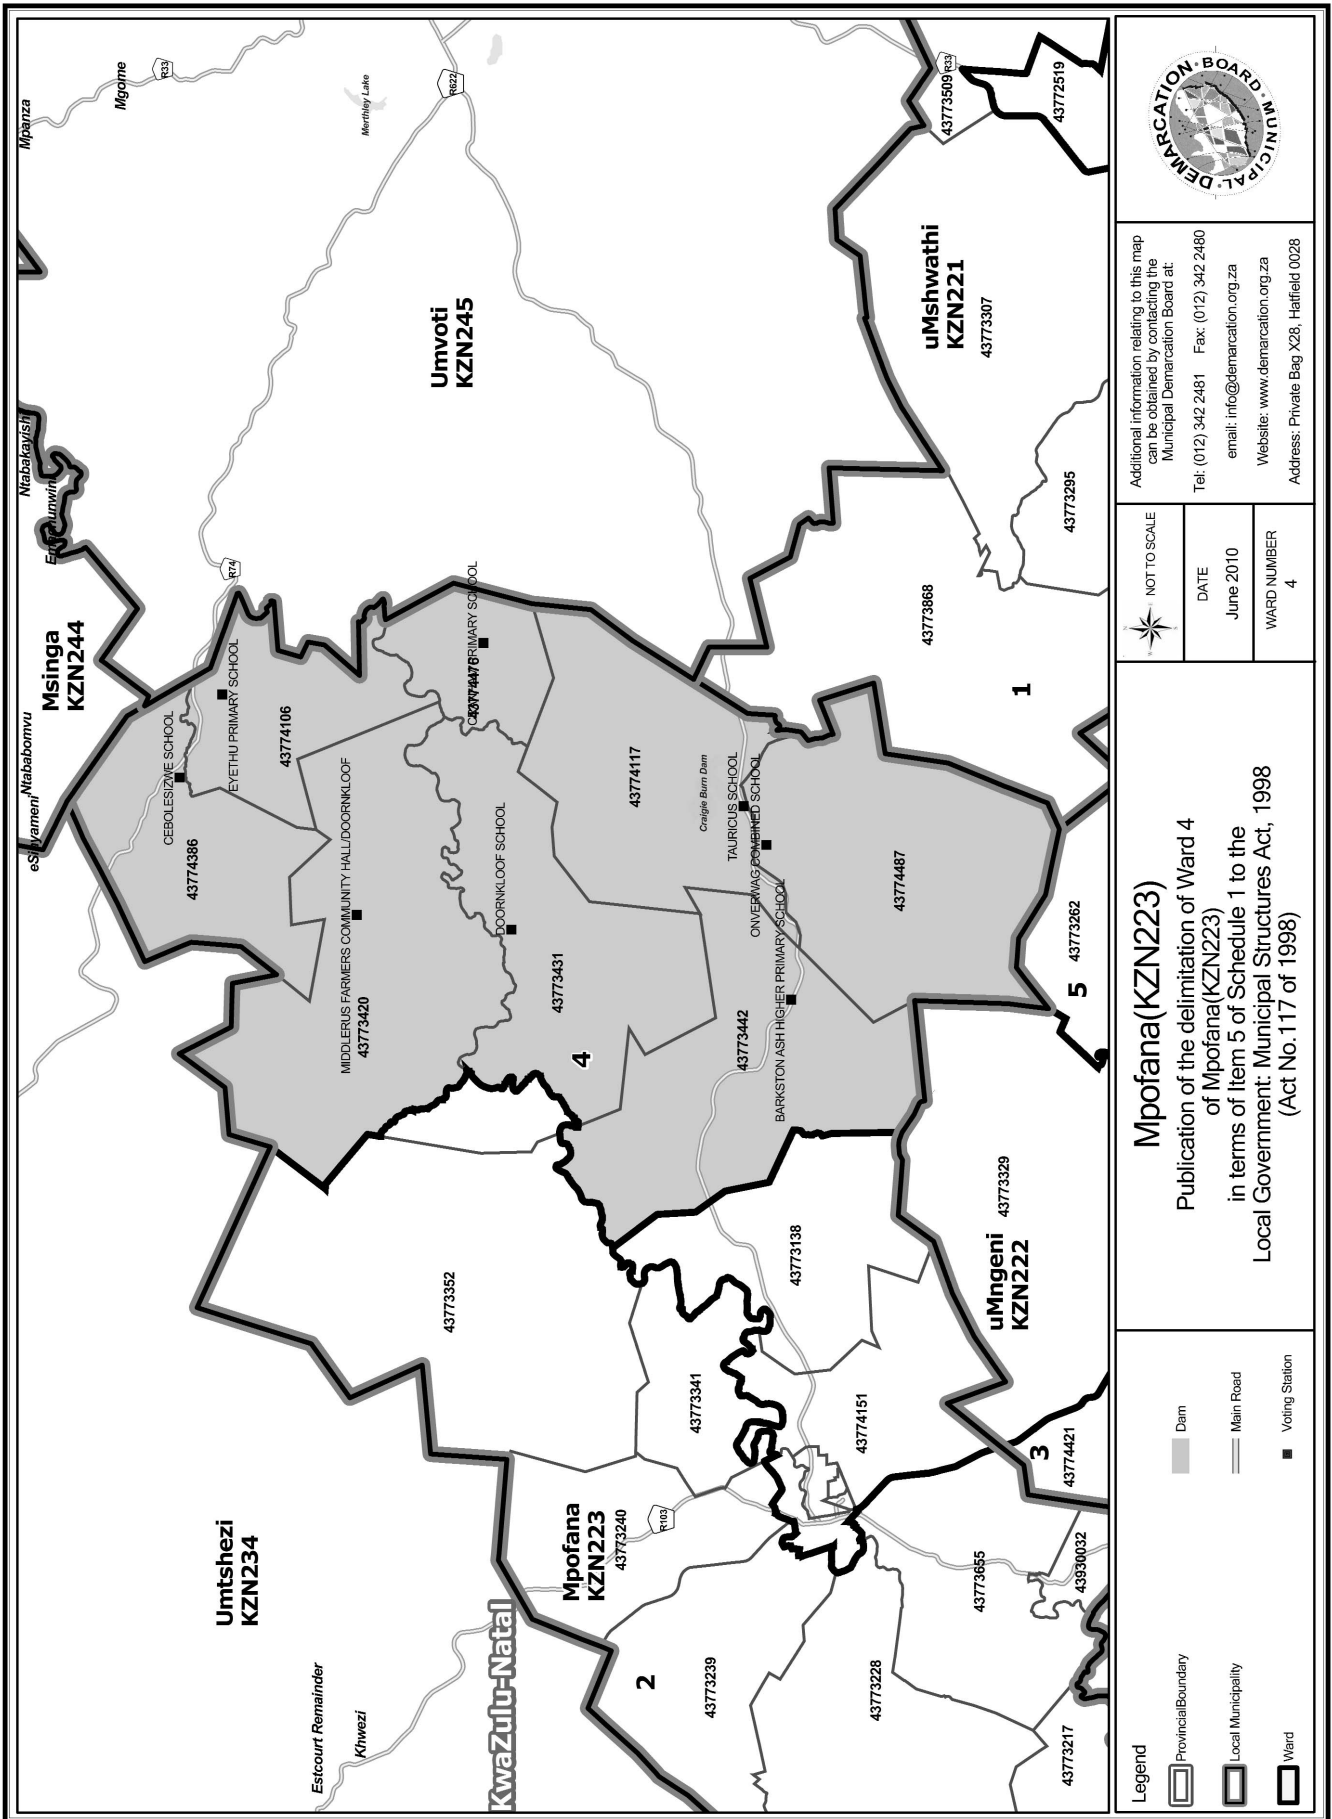 Mpanza
Mgome
R33
Merthley Lake
R622
R33
43773509
43772519
Ntabakayishi
Msinga
KZN244
Umvoti
KZN245
uMshwathi
KZN221
43773307
43773295
R74
eSinyameni
Ntababomvu
CEBOLESIZWE SCHOOL
EYETHU PRIMARY SCHOOL
43774386
43774106
43774476
PRIMARY SCHOOL
MIDDLERUS FARMERS COMMUNITY HALL/DOORNKLOOF
43773420
DOORNKLOOF SCHOOL
43773431
4
43774117
Craigie Burn Dam
TAURICUS SCHOOL
ONVERWAG COMBINED SCHOOL
BARKSTON ASH HIGHER PRIMARY SCHOOL
43773442
43774487
43773868
1
43773262
5
Umtshezi
KZN234
43773352
43773341
43773138
43773329
uMngeni
KZN222
43774151
3
43774421
Mpofana
KZN223
43773240
R103
Estcourt Remainder
Khwezi
KwaZulu-Natal
2
43773239
43773228
43773655
43930032
43773217
Legend
ProvincialBoundary
Local Municipality
Ward
Dam
Main Road
Voting Station
Mpofana(KZN223)
Publication of the delimitation of Ward 4
of Mpofana(KZN223)
in terms of Item 5 of Schedule 1 to the
Local Government: Municipal Structures Act, 1998
(Act No.117 of 1998)
NOT TO SCALE
DATE
June 2010
WARD NUMBER
4
Additional information relating to this map
can be obtained by contacting the
Municipal Demarcation Board at:
Tel: (012) 342 2481 Fax: (012) 342 2480
email: info@demarcation.org.za
Website: www.demarcation.org.za
Address: Private Bag X28, Hatfield 0028
MUNICIPAL DEMARCATION BOARD